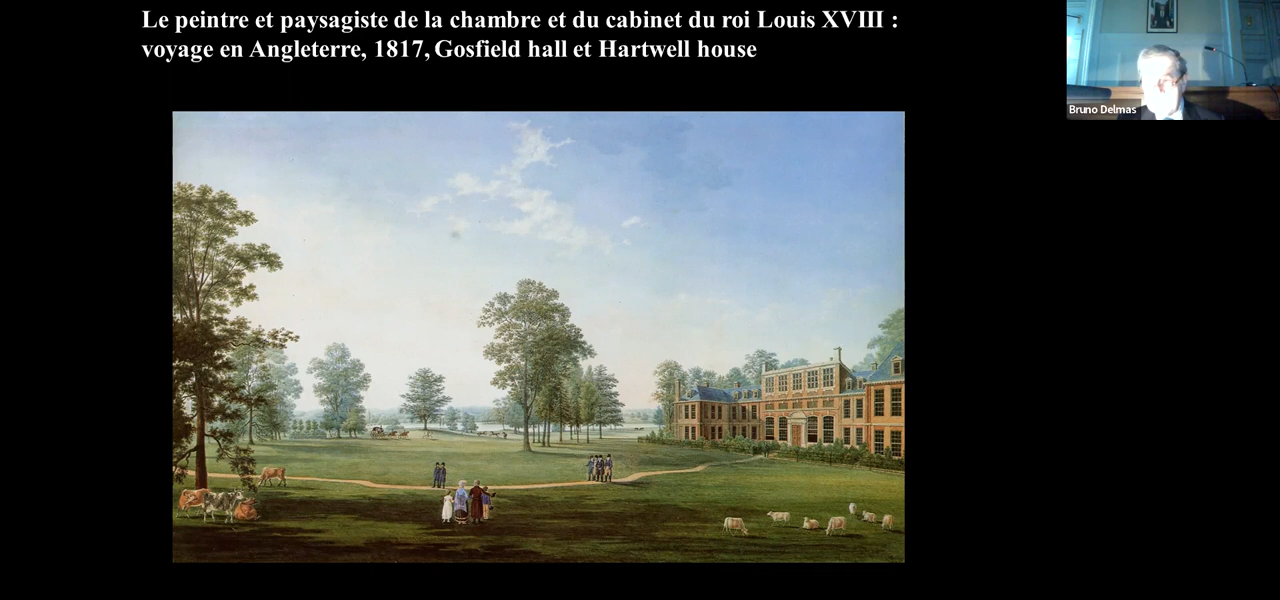 Le peintre et paysagiste de la chambre et du cabinet du roi Louis XVIII :
voyage en Angleterre, 1817, Gosfield hall et Hartwell house
Bruno Delmas